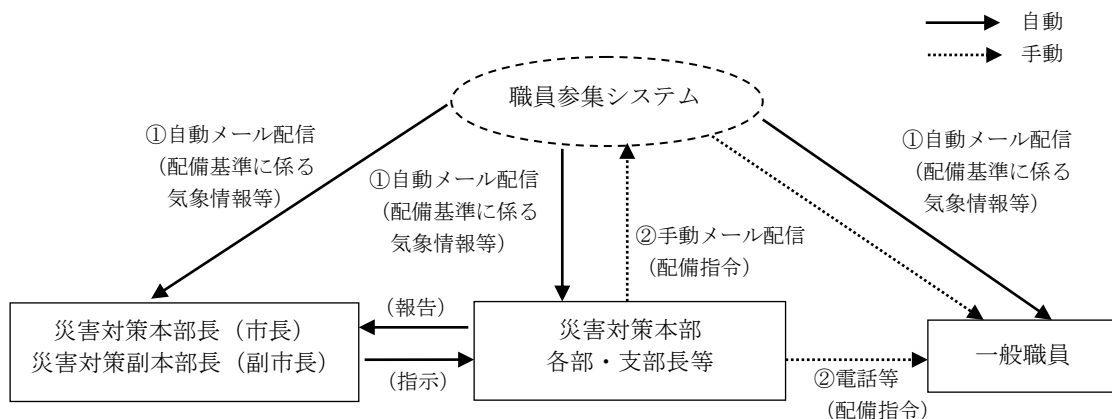 自動
手動
職員参集システム
①自動メール配信
(配備基準に係る
気象情報等)
①自動メール配信
(配備基準に係る
気象情報等)
①自動メール配信
(配備基準に係る
気象情報等)
②手動メール配信
(配備指令)
災害対策本部長(市長)
災害対策副本部長(副市長)
(報告)
(指示)
災害対策本部
各部・支部長等
②電話等
(配備指令)
一般職員